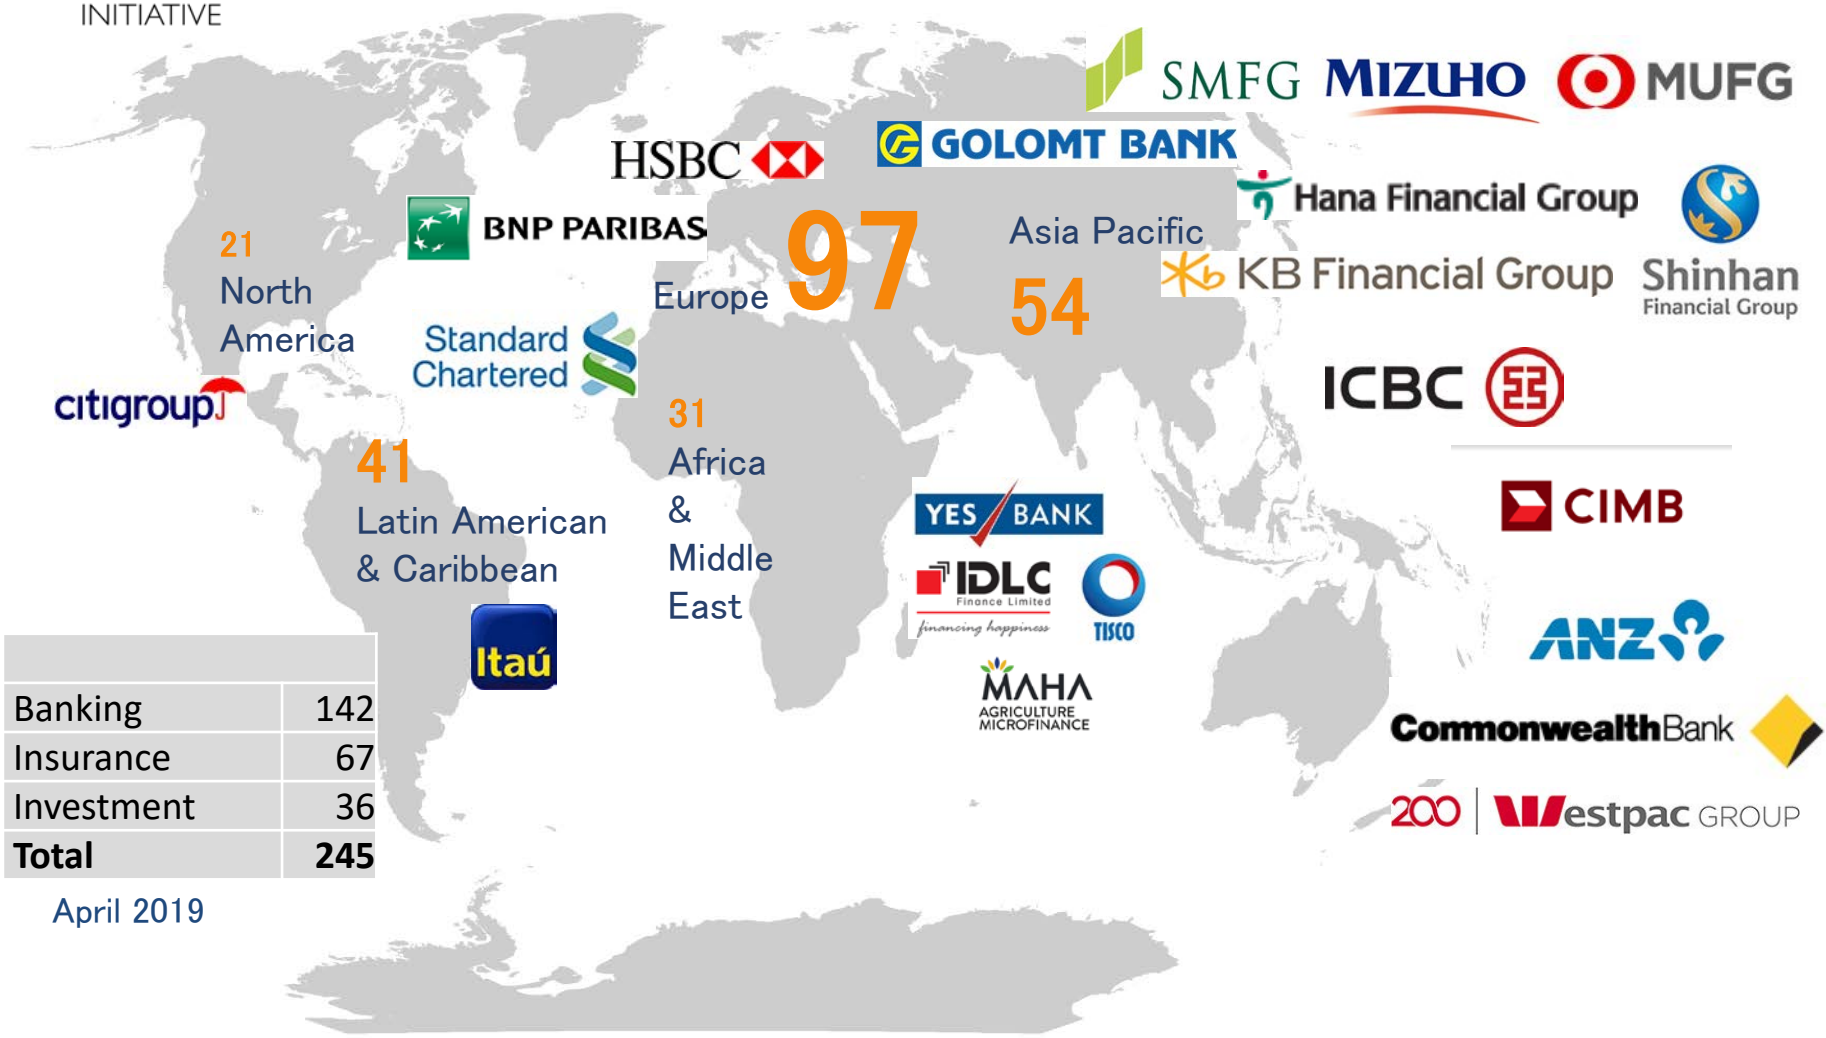 INITIATIVE
SMFG
MIZUHO
MUFG
HSBC
GOLOMT BANK
BNP PARIBAS
Hana Financial Group
21
North
America
97
Europe
Asia Pacific
54
KB Financial Group
Shinhan
Financial Group
Standard
Chartered
citigroup
ICBC
31
Africa
&
Middle
East
41
Latin American
& Caribbean
YES BANK
CIMB
IDLC
Finance Limited
financing happiness
TISCO
Itaú
ANZ
MAHA
AGRICULTURE
MICROFINANCE
CommonwealthBank
200 Westpac GROUP
Banking 142
Insurance 67
Investment 36
Total 245
April 2019